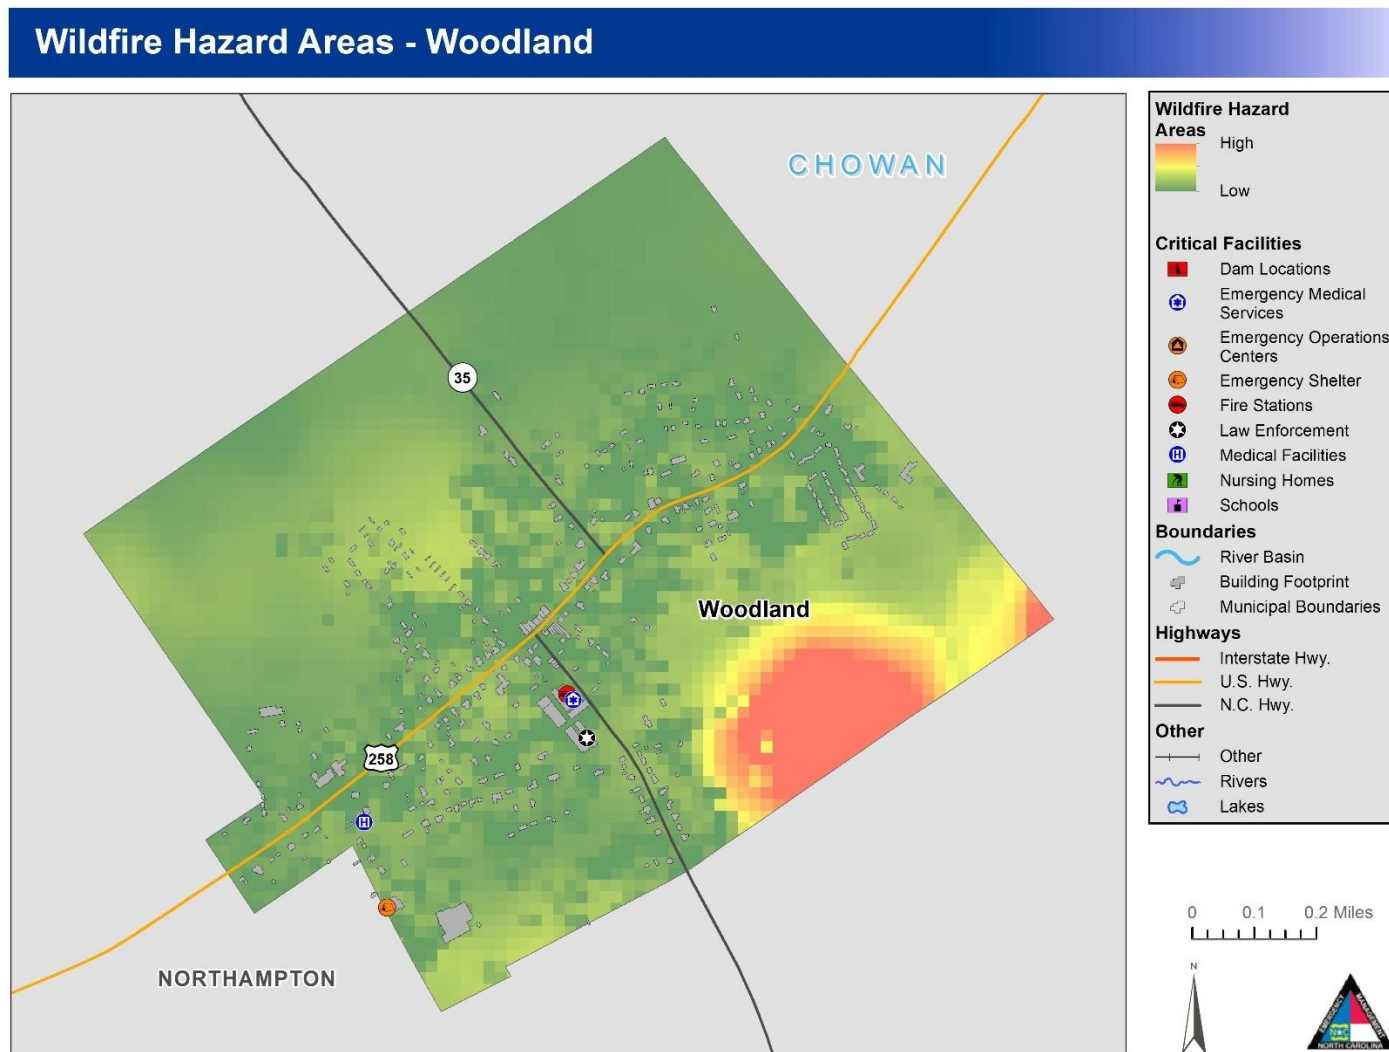 Wildfire Hazard Areas - Woodland
CHOWAN
35
Woodland
258
NORTHAMPTON
Wildfire Hazard
Areas
High
Low
Critical Facilities
Dam Locations
Emergency Medical
Services
Emergency Operations
Centers
Emergency Shelter
Fire Stations
Law Enforcement
H
Medical Facilities
Nursing Homes
Schools
Boundaries
River Basin
Building Footprint
Municipal Boundaries
Highways
Interstate Hwy.
U.S. Hwy.
N.C. Hwy.
Other
Other
Rivers
Lakes
0 0.1 0.2 Miles
N
EMERGENCY
MANAGEMENT
N C
NORTH CAROLINA
H